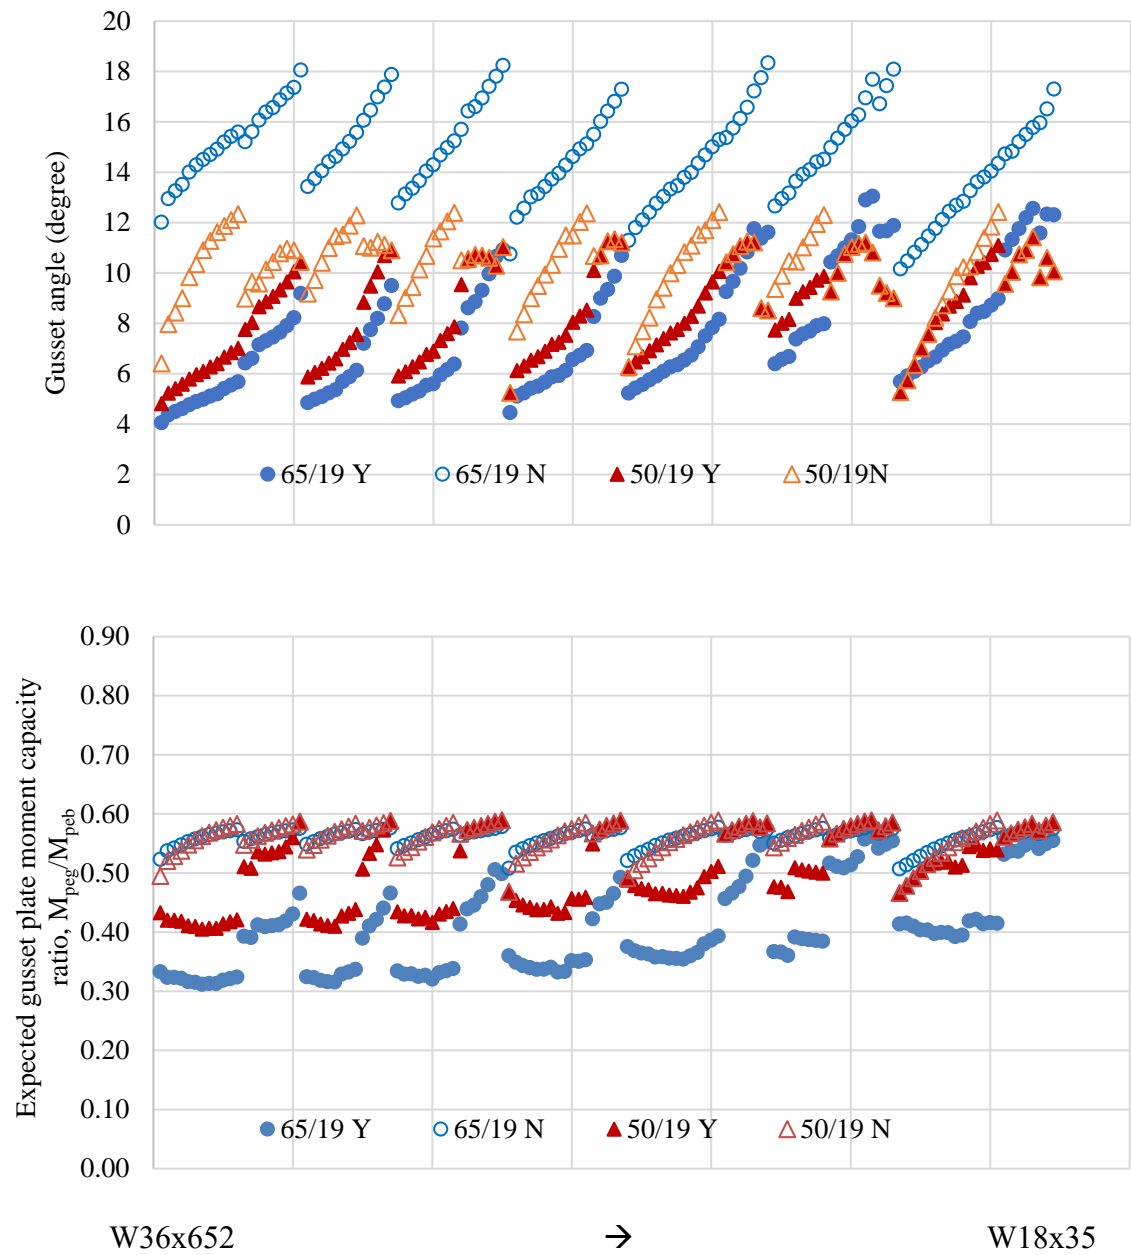 20
18
16
14
12
10
8
6
4
2
0
Gusset angle (degree)
65/19 Y
65/19 N
50/19 Y
50/19N
0.90
0.80
0.70
0.60
0.50
0.40
0.30
0.20
0.10
0.00
Expected gusset plate moment capacity
ratio, Mpeg/Mpeb
65/19 Y
65/19 N
50/19 Y
50/19 N
W36x652 → W18x35